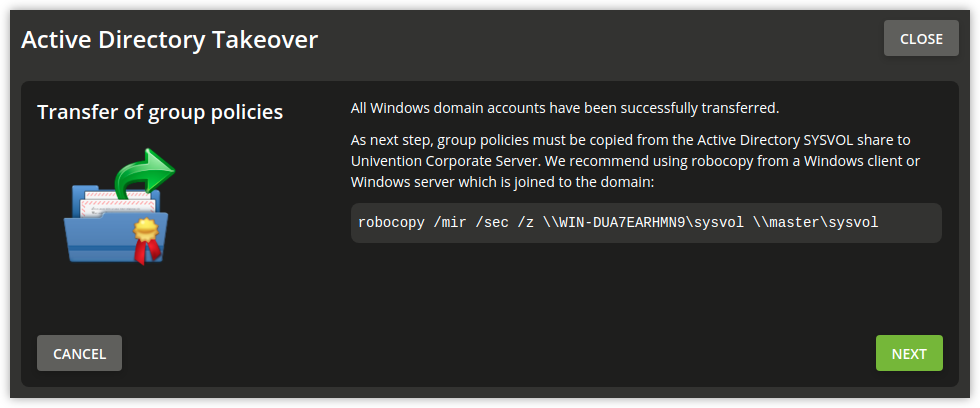 Active Directory Takeover
CLOSE
Transfer of group policies
All Windows domain accounts have been successfully transferred.
As next step, group policies must be copied from the Active Directory SYSVOL share to
Univention Corporate Server. We recommend using robocopy from a Windows client or
Windows server which is joined to the domain:
robocopy /mir /sec /z \\WIN-DUA7EARHMN9\sysvol \\master\sysvol
CANCEL
NEXT